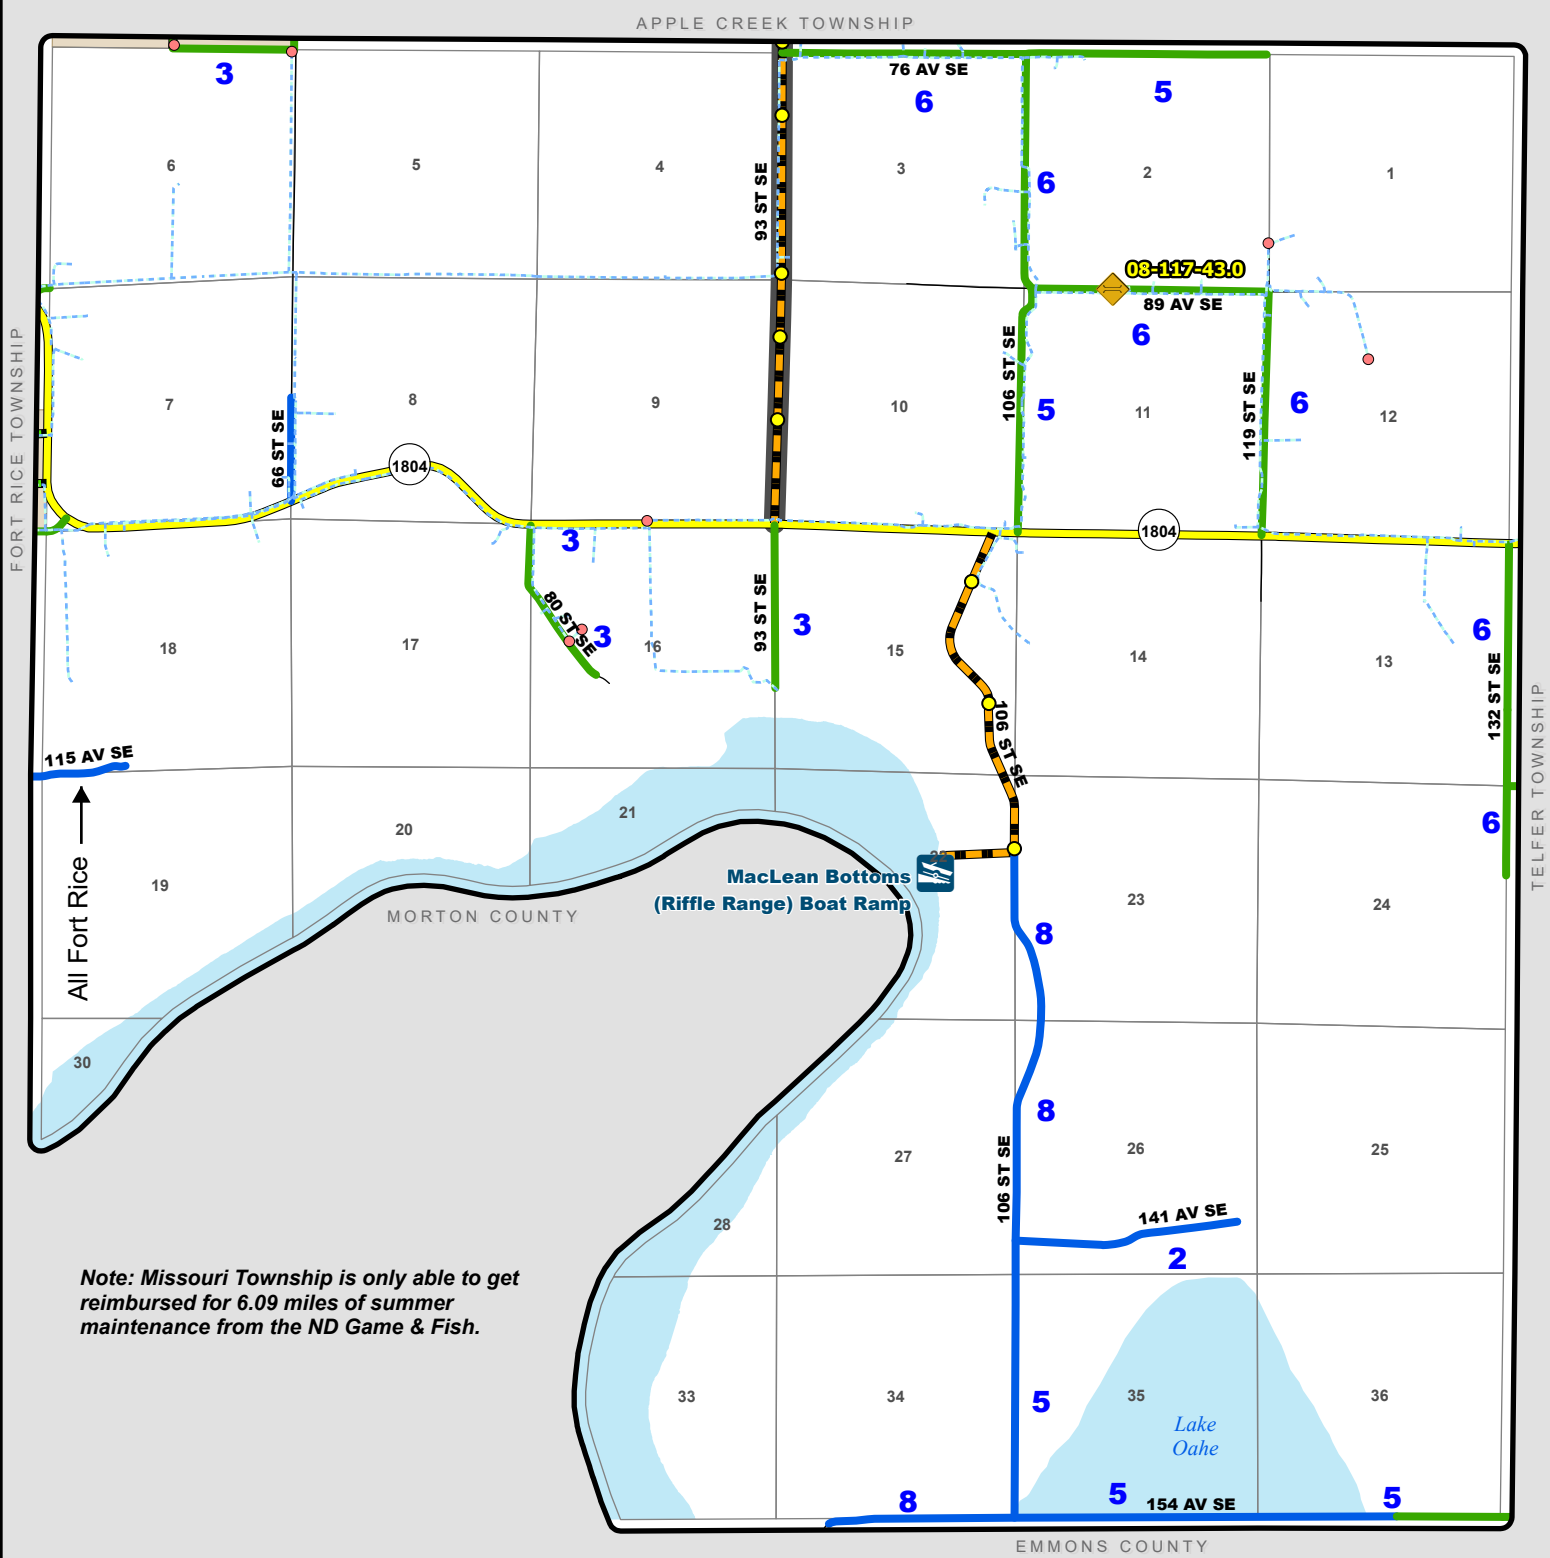 APPLE CREEK TOWNSHIP
3
76 AV SE
6
5
6
5
4
3
2
1
93 ST SE
6
08-117-43.0
89 AV SE
6
FORT RICE TOWNSHIP
7
8
9
10
11
12
66 ST SE
106 ST SE
5
119 ST SE
6
1804
1804
3
80 ST SE
3
93 ST SE
3
18
17
16
15
14
13
6
132 ST SE
106 ST SE
115 AV SE
TELFER TOWNSHIP
All Fort Rice
19
20
21
22
23
24
6
MacLean Bottoms
(Riffle Range) Boat Ramp
MORTON COUNTY
8
30
8
106 ST SE
28
27
26
25
141 AV SE
2
Note: Missouri Township is only able to get
reimbursed for 6.09 miles of summer
maintenance from the ND Game & Fish.
33
34
35
36
5
Lake
Oahe
8
5
154 AV SE
5
EMMONS COUNTY